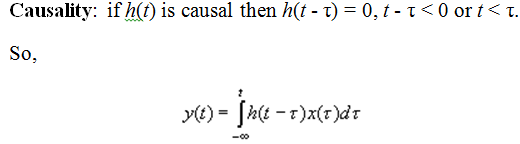 Causality: if h(t) is causal then h(t - τ) = 0, t - τ < 0 or t < τ.
So,
y(t) = ∫_{-∞}^{t} h(t - τ)x(τ)dτ